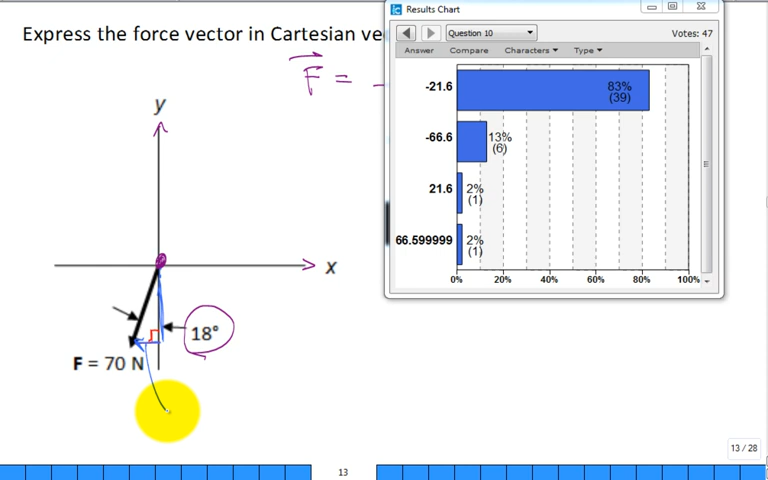 Express the force vector in Cartesian ve
F = -
y
x
18°
F = 70 N
13
13 / 28
Results Chart
Question 10
Votes: 47
Answer Compare Characters Type
-21.6
83%
(39)
-66.6
13%
(6)
21.6
2%
(1)
66.599999
2%
(1)
0% 20% 40% 60% 80% 100%